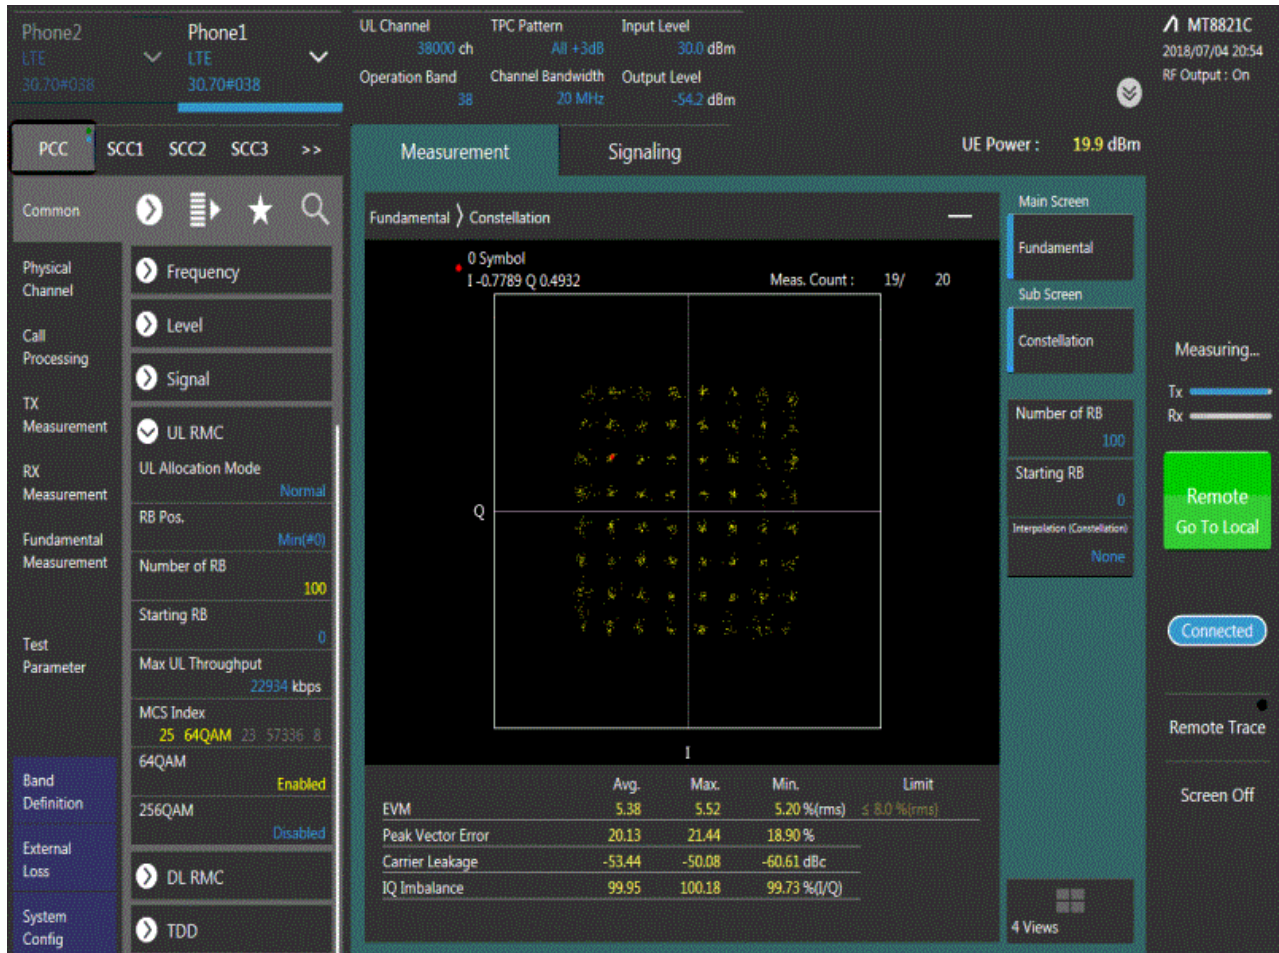 Phone2
LTE
30.70#038
Phone1
LTE
30.70#038
UL Channel
38000 ch
TPC Pattern
All +3dB
Input Level
30.0 dBm
Operation Band
38
Channel Bandwidth
20 MHz
Output Level
-54.2 dBm
MT8821C
2018/07/04 20:54
RF Output : On
PCC SCC1 SCC2 SCC3 >>
Measurement
Signaling
UE Power : 19.9 dBm
Common
Physical
Channel
Call
Processing
TX
Measurement
RX
Measurement
Fundamental
Measurement
Test
Parameter
Band
Definition
External
Loss
System
Config
Frequency
Level
Signal
UL RMC
UL Allocation Mode
Normal
RB Pos.
Min(#0)
Number of RB
100
Starting RB
0
Max UL Throughput
22934 kbps
MCS Index
25 64QAM 23 57336 8
64QAM
Enabled
256QAM
Disabled
DL RMC
TDD
Fundamental 〉 Constellation
0 Symbol
I -0.7789 Q 0.4932
Meas. Count : 19/ 20
Q
I
Avg. Max. Min. Limit
EVM 5.38 5.52 5.20 %(rms) ≤ 8.0 %(rms)
Peak Vector Error 20.13 21.44 18.90 %
Carrier Leakage -53.44 -50.08 -60.61 dBc
IQ Imbalance 99.95 100.18 99.73 %(I/Q)
Main Screen
Fundamental
Sub Screen
Constellation
Number of RB
100
Starting RB
0
Interpolation (Constellation)
None
4 Views
Measuring...
Tx
Rx
Remote
Go To Local
Connected
Remote Trace
Screen Off